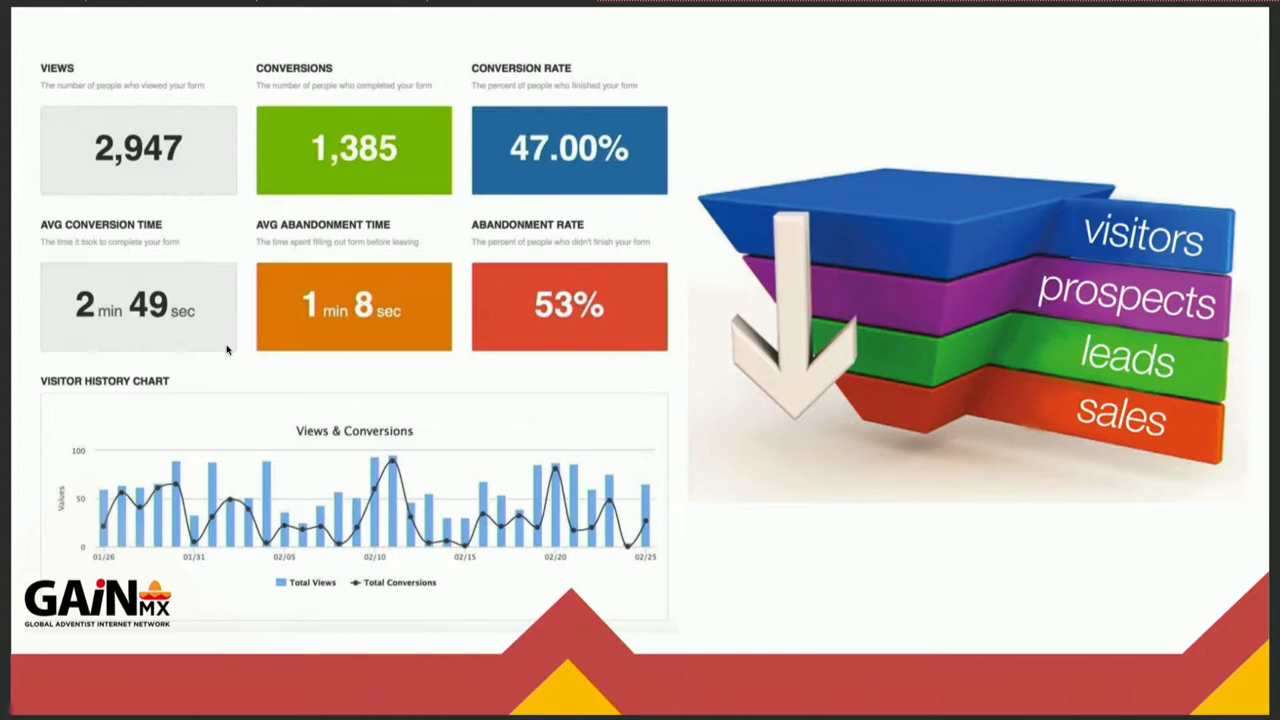 VIEWS
The number of people who viewed your form
2,947
CONVERSIONS
The number of people who completed your form
1,385
CONVERSION RATE
The percent of people who finished your form
47.00%
AVG CONVERSION TIME
The time it took to complete your form
2 min 49 sec
AVG ABANDONMENT TIME
The time spent filling out form before leaving
1 min 8 sec
ABANDONMENT RATE
The percent of people who didn't finish your form
53%
VISITOR HISTORY CHART
Views & Conversions
Values
100
50
0
01/26 01/31 02/05 02/10 02/15 02/20 02/25
Total Views Total Conversions
visitors
prospects
leads
sales
GAiN MX
GLOBAL ADVENTIST INTERNET NETWORK